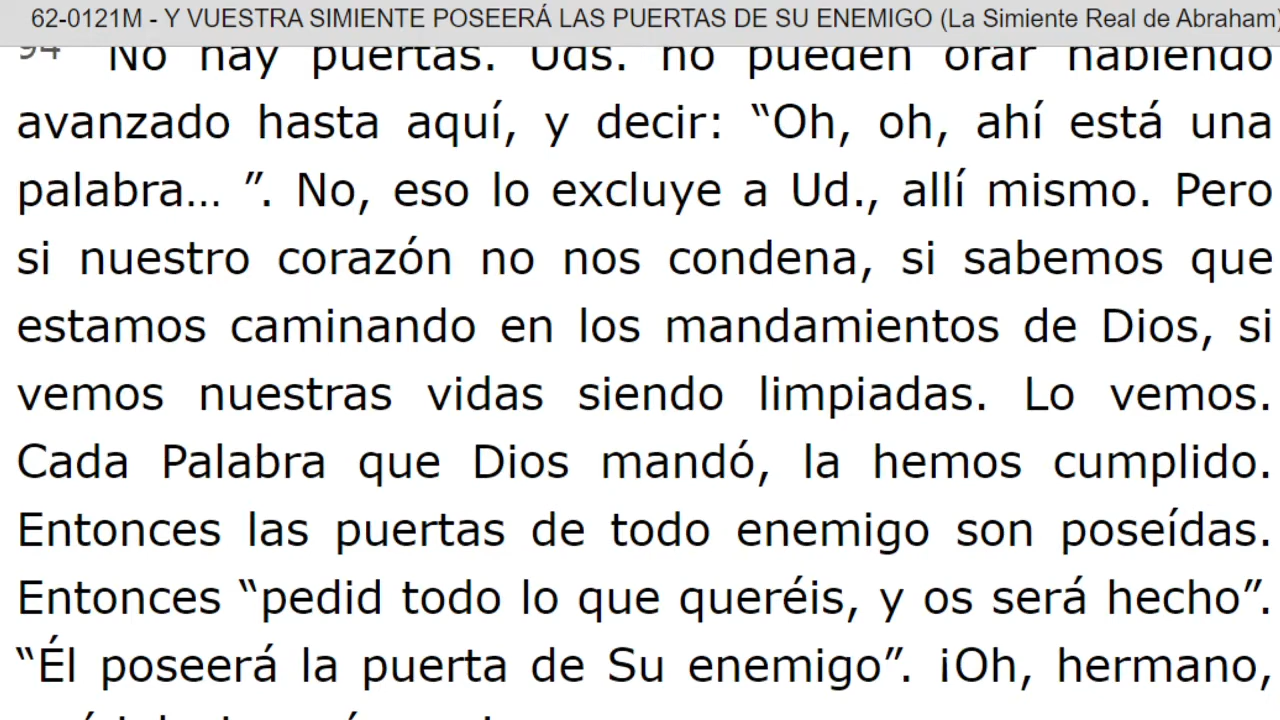 62-0121M - Y VUESTRA SIMIENTE POSEERÁ LAS PUERTAS DE SU ENEMIGO (La Simiente Real de Abraham)
94 No hay puertas. Uds. no pueden orar habiendo
avanzado hasta aquí, y decir: “Oh, oh, ahí está una
palabra… ”. No, eso lo excluye a Ud., allí mismo. Pero
si nuestro corazón no nos condena, si sabemos que
estamos caminando en los mandamientos de Dios, si
vemos nuestras vidas siendo limpiadas. Lo vemos.
Cada Palabra que Dios mandó, la hemos cumplido.
Entonces las puertas de todo enemigo son poseídas.
Entonces “pedid todo lo que queréis, y os será hecho”.
“Él poseerá la puerta de Su enemigo”. ¡Oh, hermano,